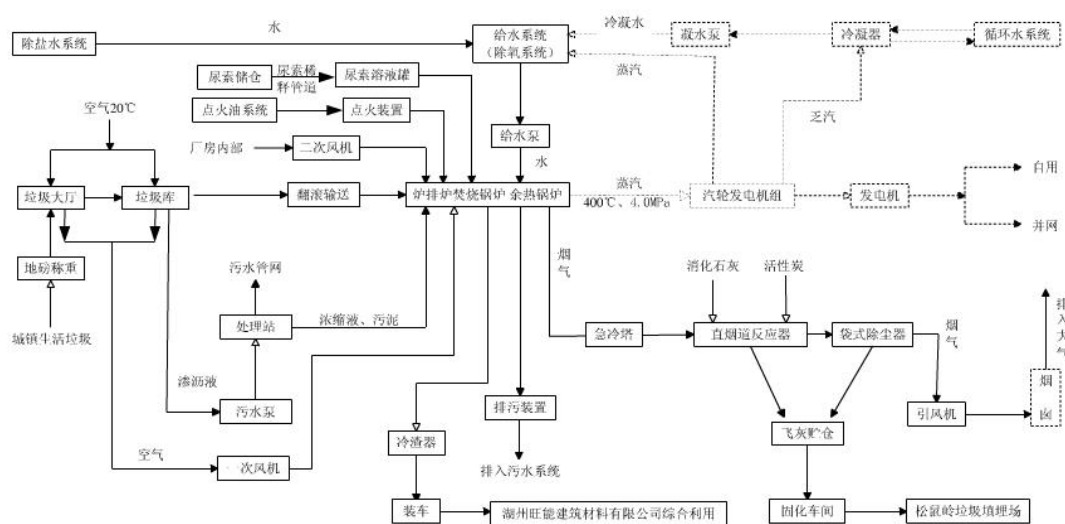 除盐水系统
水
给水系统
（除氧系统）
冷凝水
凝水泵
冷凝器
循环水系统
尿素储仓
尿素稀
释管道
尿素溶液罐
蒸汽
乏汽
空气20℃
点火油系统
点火装置
给水泵
厂房内部
二次风机
水
自用
垃圾大厅
垃圾库
翻滚输送
炉排炉焚烧锅炉 余热锅炉
蒸汽
400℃、4.0MPa
汽轮发电机组
发电机
并网
地磅称重
污水管网
烟
气
消化石灰
活性炭
排
入
大
气
城镇生活垃圾
处理站
浓缩液、污泥
急冷塔
直烟道反应器
袋式除尘器
烟
气
烟
囱
渗沥液
污水泵
排污装置
引风机
冷渣器
飞灰贮仓
空气
一次风机
排入污水系统
装车
湖州旺能建筑材料有限公司综合利用
固化车间
松鼠岭垃圾填埋场